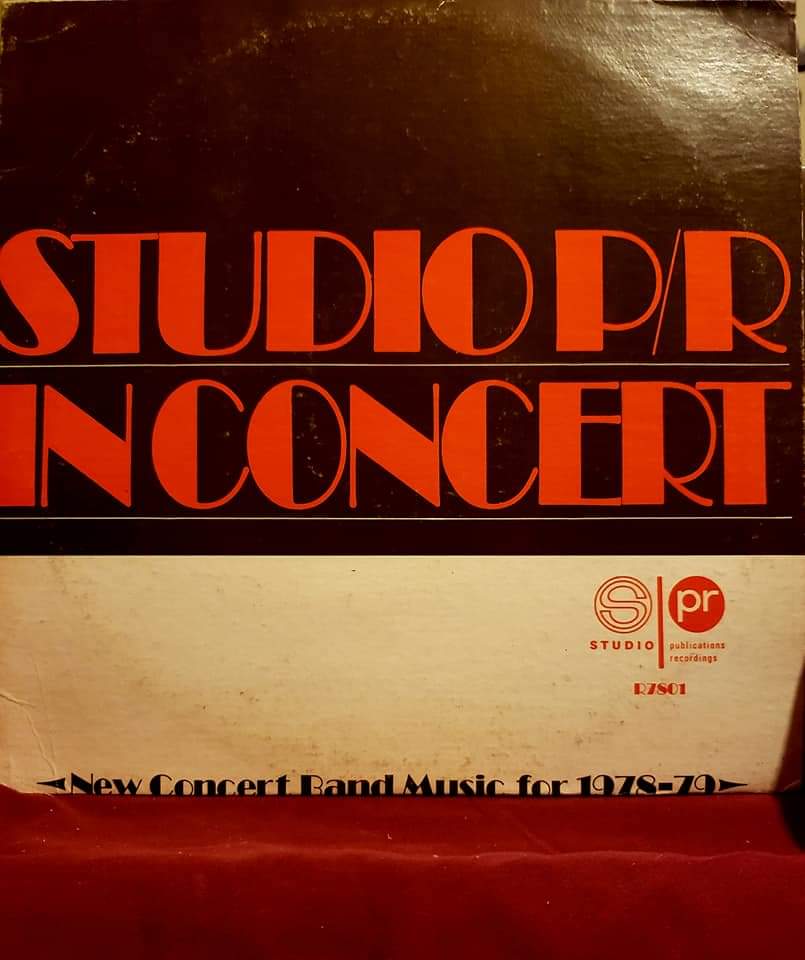 STUDIO P/R
IN CONCERT
S pr
STUDIO publications
recordings
R7801
New Concert Band Music for 1978-79